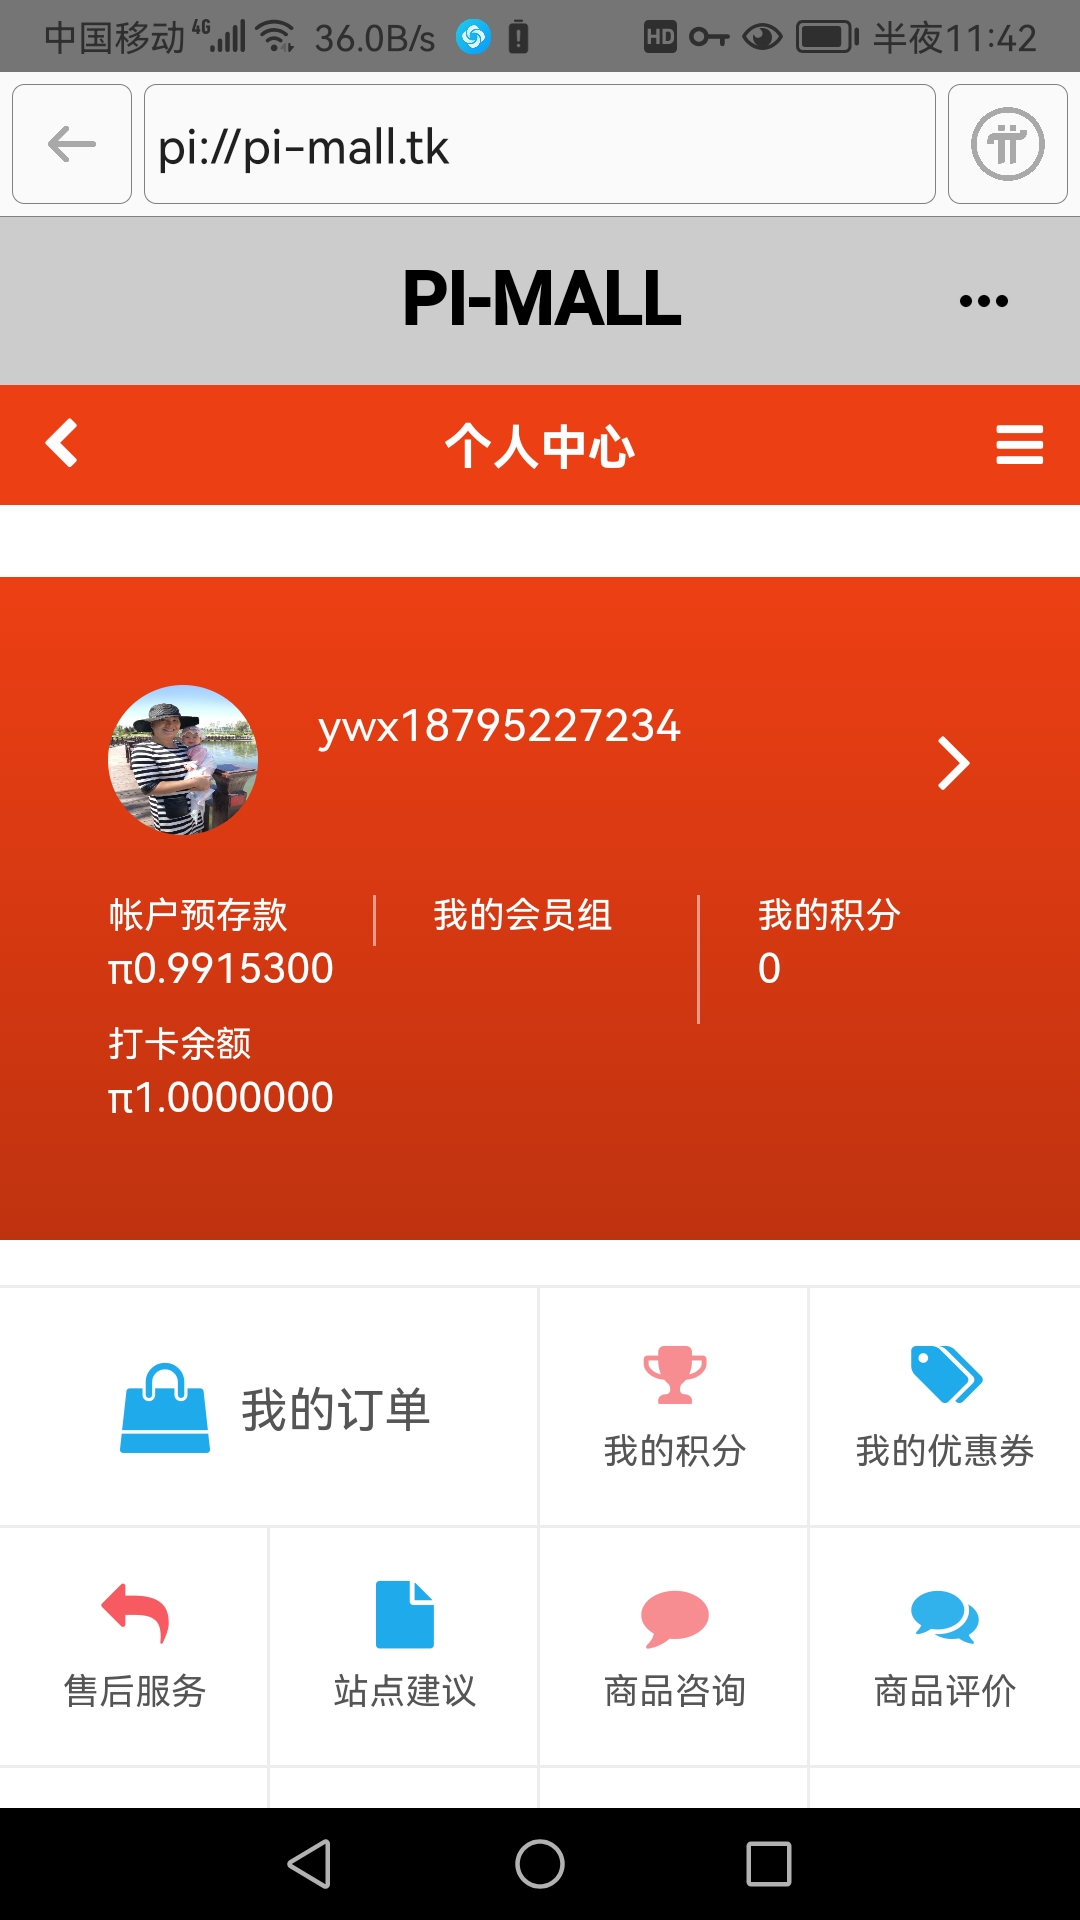 中国移动 4G 36.0B/s HD 半夜11:42
pi://pi-mall.tk
PI-MALL
个人中心
ywx18795227234
帐户预存款 我的会员组 我的积分
π0.9915300 0
打卡余额
π1.0000000
我的订单 我的积分 我的优惠券
售后服务 站点建议 商品咨询 商品评价